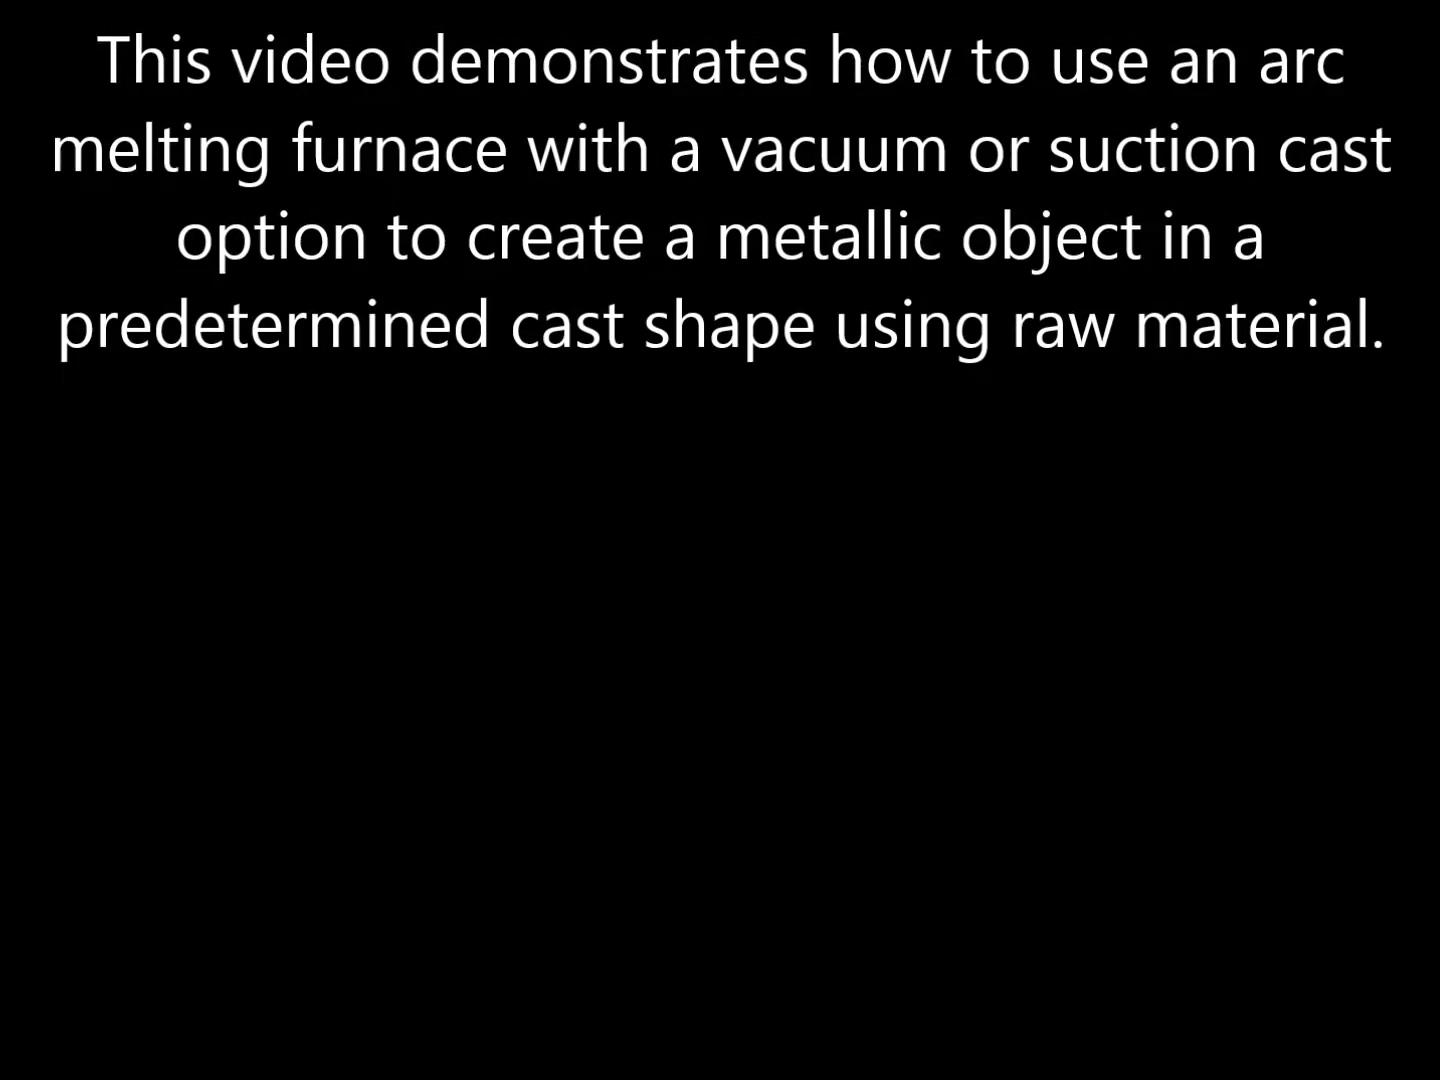 This video demonstrates how to use an arc
melting furnace with a vacuum or suction cast
option to create a metallic object in a
predetermined cast shape using raw material.